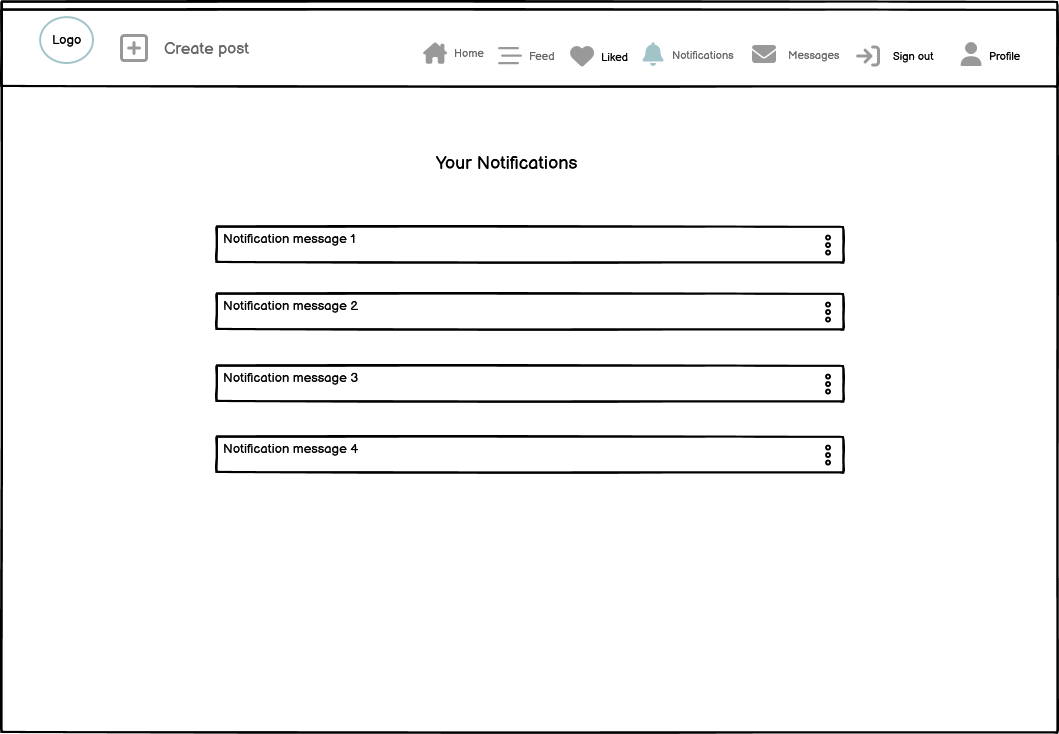 Logo
Create post
Home
Feed
Liked
Notifications
Messages
Sign out
Profile
Your Notifications
Notification message 1
Notification message 2
Notification message 3
Notification message 4